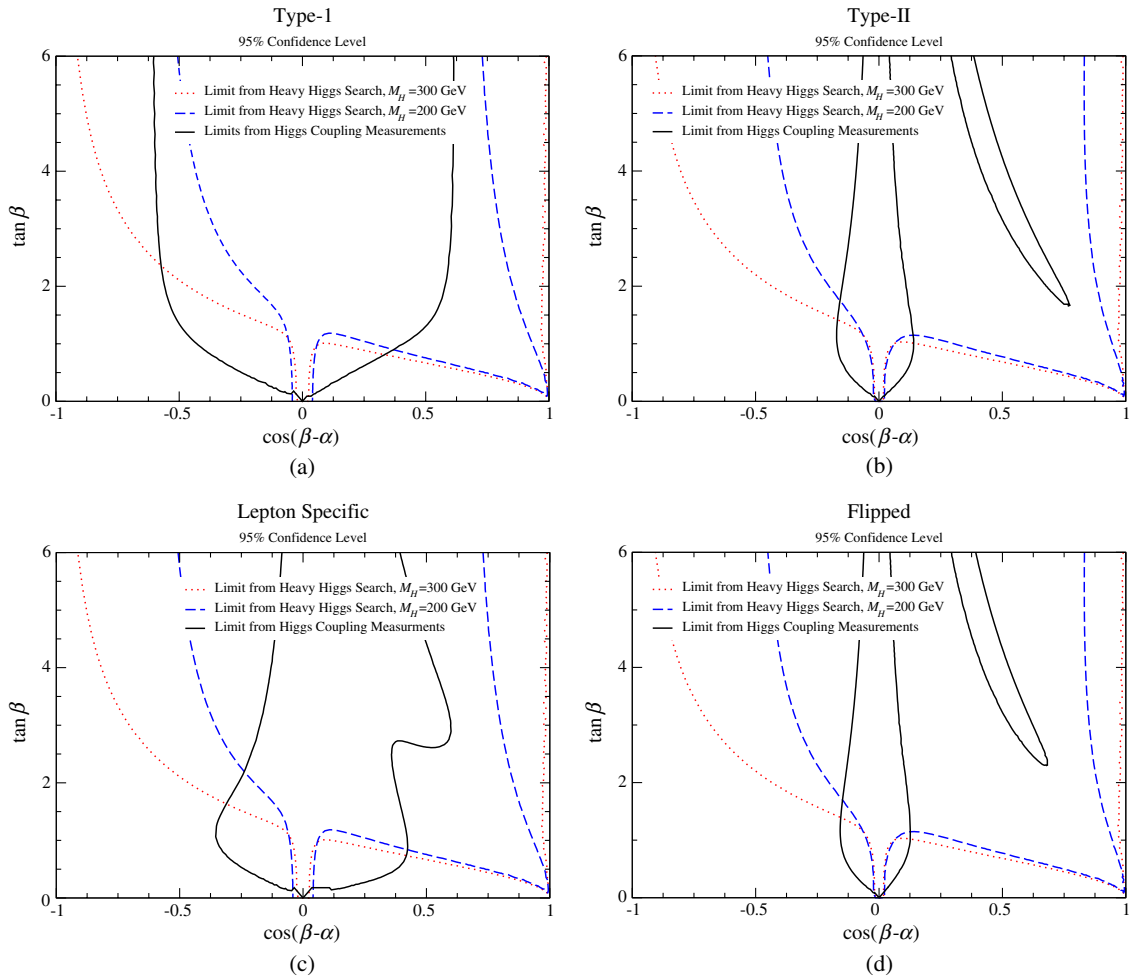 Type-1
95% Confidence Level
6
Limit from Heavy Higgs Search, M_H=300 GeV
Limit from Heavy Higgs Search, M_H=200 GeV
Limits from Higgs Coupling Measurements
4
tan β
2
0
-1 -0.5 0 0.5 1
cos(β-α)
(a)
Type-II
95% Confidence Level
6
Limit from Heavy Higgs Search, M_H=300 GeV
Limit from Heavy Higgs Search, M_H=200 GeV
Limit from Higgs Coupling Measurements
4
tan β
2
0
-1 -0.5 0 0.5 1
cos(β-α)
(b)
Lepton Specific
95% Confidence Level
6
Limit from Heavy Higgs Search, M_H=300 GeV
Limit from Heavy Higgs Search, M_H=200 GeV
Limit from Higgs Coupling Measurments
4
tan β
2
0
-1 -0.5 0 0.5 1
cos(β-α)
(c)
Flipped
95% Confidence Level
6
Limit from Heavy Higgs Search, M_H=300 GeV
Limit from Heavy Higgs Search, M_H=200 GeV
Limit from Higgs Coupling Measurements
4
tan β
2
0
-1 -0.5 0 0.5 1
cos(β-α)
(d)